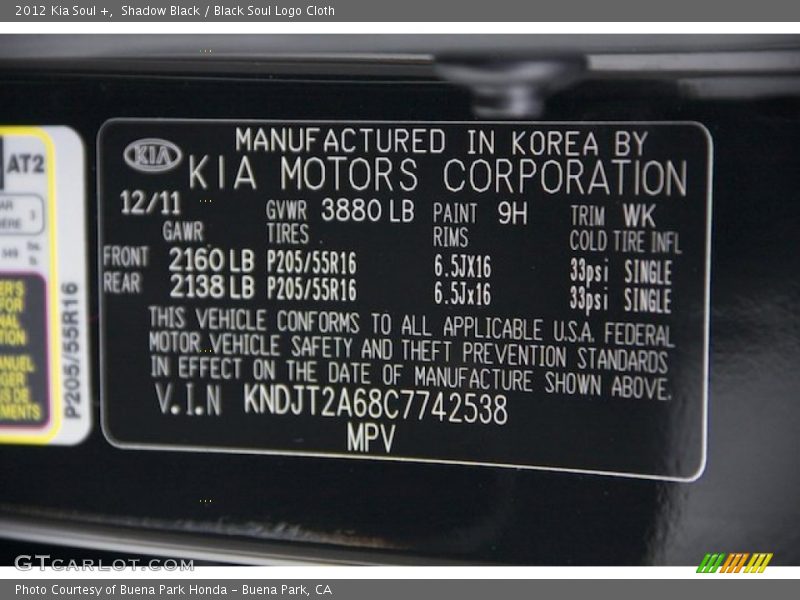 2012 Kia Soul +, Shadow Black / Black Soul Logo Cloth
AT2
P205/55R16
KIA
MANUFACTURED IN KOREA BY
KIA MOTORS CORPORATION
12/11 GVWR 3880 LB PAINT 9H TRIM WK
GAWR TIRES RIMS COLD TIRE INFL
FRONT 2160 LB P205/55R16 6.5JX16 33psi SINGLE
REAR 2138 LB P205/55R16 6.5Jx16 33psi SINGLE
THIS VEHICLE CONFORMS TO ALL APPLICABLE U.S.A. FEDERAL
MOTOR VEHICLE SAFETY AND THEFT PREVENTION STANDARDS
IN EFFECT ON THE DATE OF MANUFACTURE SHOWN ABOVE.
V.I.N KNDJT2A68C7742538
MPV
GTCARLOT.COM
Photo Courtesy of Buena Park Honda - Buena Park, CA